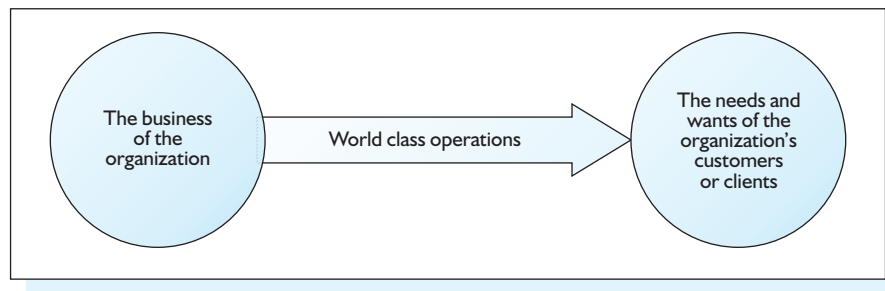 The business
of the
organization
World class operations
The needs and
wants of the
organization's
customers
or clients